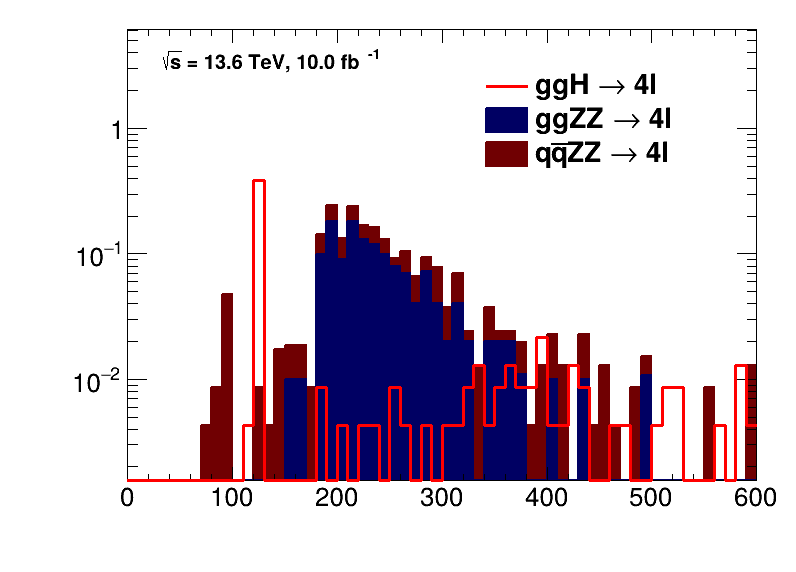 √s = 13.6 TeV, 10.0 fb⁻¹
ggH → 4l
ggZZ → 4l
qq̅ZZ → 4l
1
10⁻¹
10⁻²
0 100 200 300 400 500 600